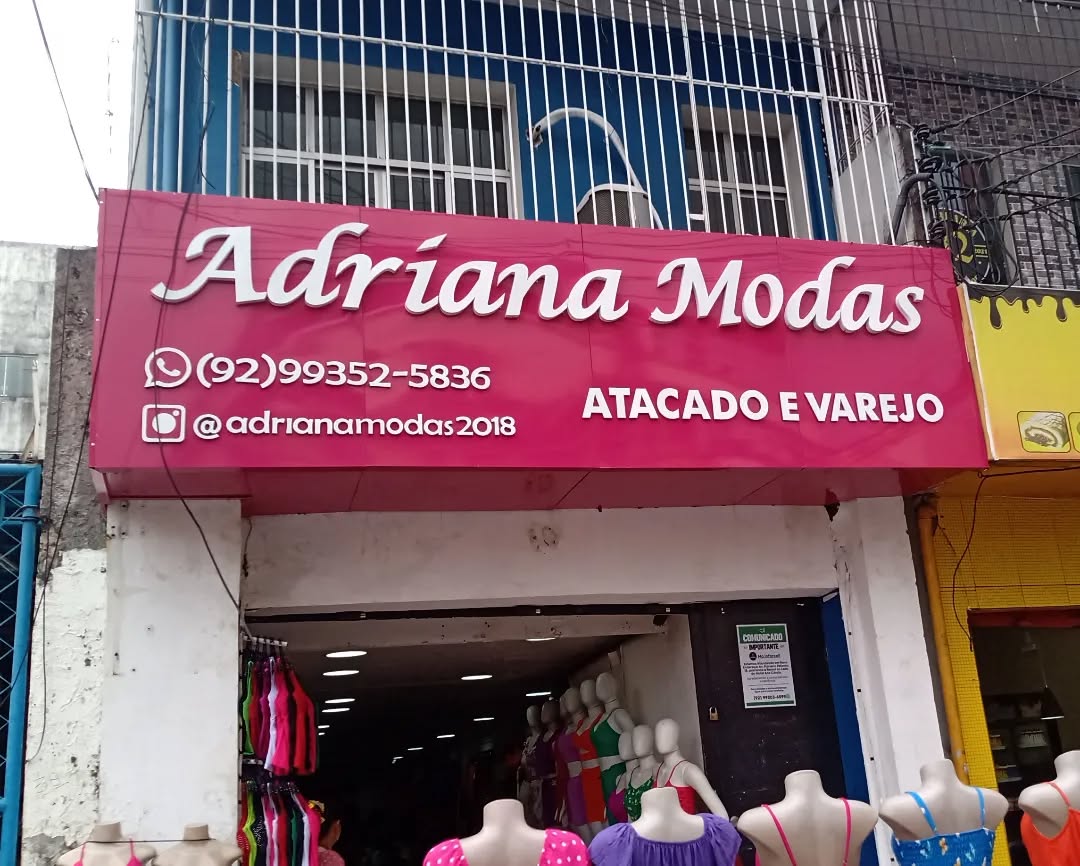 Adriana Modas
(92)99352-5836
@adrianamodas2018
ATACADO E VAREJO
COMUNICADO
IMPORTANTE